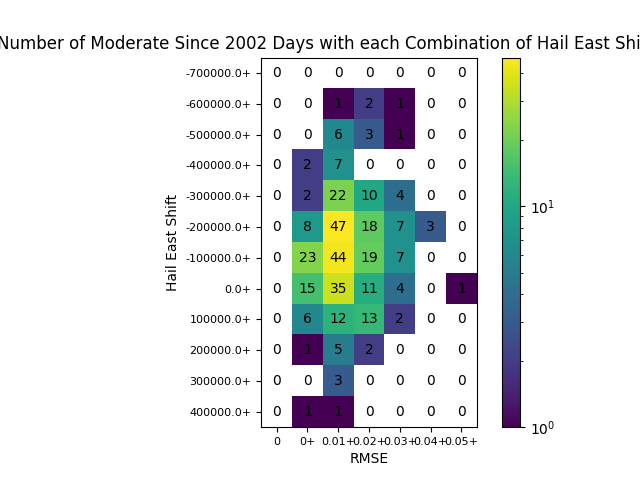 Number of Moderate Since 2002 Days with each Combination of Hail East Shi
-700000.0+ 0 0 0 0 0 0 0
-600000.0+ 0 0 1 2 1 0 0
-500000.0+ 0 0 6 3 1 0 0
-400000.0+ 0 2 7 0 0 0 0
-300000.0+ 0 2 22 10 4 0 0
-200000.0+ 0 8 47 18 7 3 0
-100000.0+ 0 23 44 19 7 0 0
0.0+ 0 15 35 11 4 0 1
100000.0+ 0 6 12 13 2 0 0
200000.0+ 0 1 5 2 0 0 0
300000.0+ 0 0 3 0 0 0 0
400000.0+ 0 1 1 0 0 0 0
0 0+ 0.01+ 0.02+ 0.03+ 0.04+ 0.05+
RMSE
Hail East Shift
10¹
10⁰